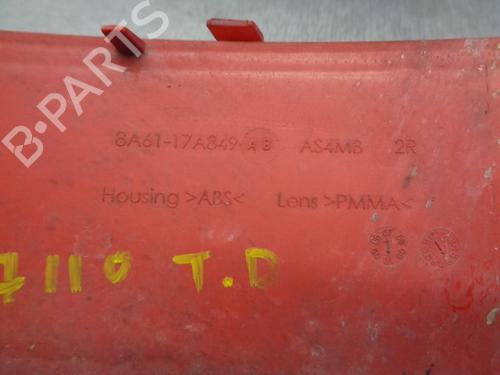 B-PARTS
8A61-17A849-AB AS4MB 2R
Housing >ABS< Lens >PMMA<
7110 T.D